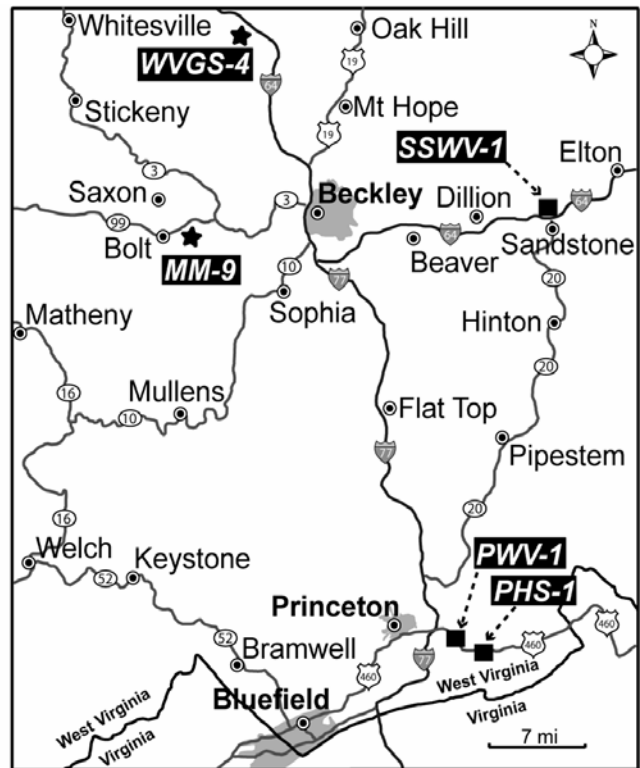 Whitesville
WVGS-4
Oak Hill
N
19
64
Stickeny
Mt Hope
19
SSWV-1
Elton
3
Saxon
3
Beckley
Dillion
64
99
Bolt
64
Sandstone
MM-9
10
Beaver
77
20
Sophia
Matheny
Hinton
16
Mullens
20
10
Flat Top
77
Pipestem
20
16
Welch
Keystone
PWV-1
52
PHS-1
Princeton
52
460
460
Bramwell
77
West Virginia
460
Bluefield
Virginia
West Virginia
Virginia
7 mi